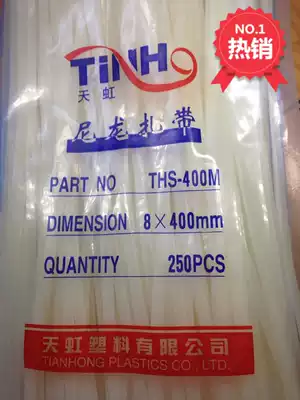 NO.1
热销
TiNH
天虹
尼龙扎带
PART NO THS-400M
DIMENSION 8×400mm
QUANTITY 250PCS
天虹塑料有限公司
TIANHONG PLASTICS CO., LTD.